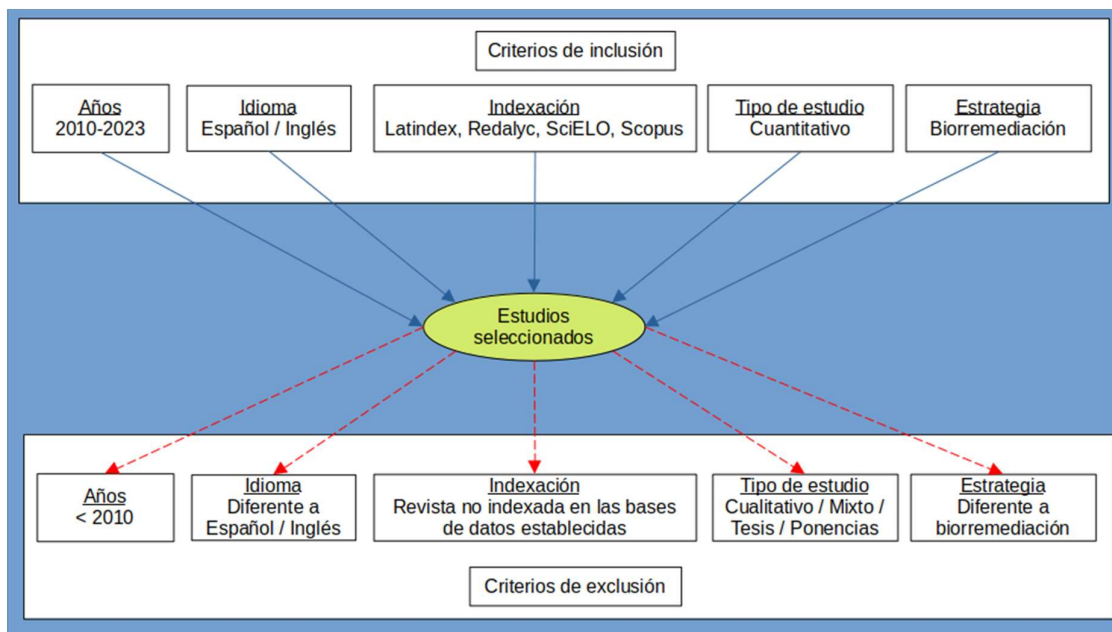 Criterios de inclusión
Años
2010-2023
Idioma
Español / Inglés
Indexación
Latindex, Redalyc, SciELO, Scopus
Tipo de estudio
Cuantitativo
Estrategia
Biorremediación
Estudios
seleccionados
Años
< 2010
Idioma
Diferente a
Español / Inglés
Indexación
Revista no indexada en las bases
de datos establecidas
Tipo de estudio
Cualitativo / Mixto /
Tesis / Ponencias
Estrategia
Diferente a
biorremediación
Criterios de exclusión